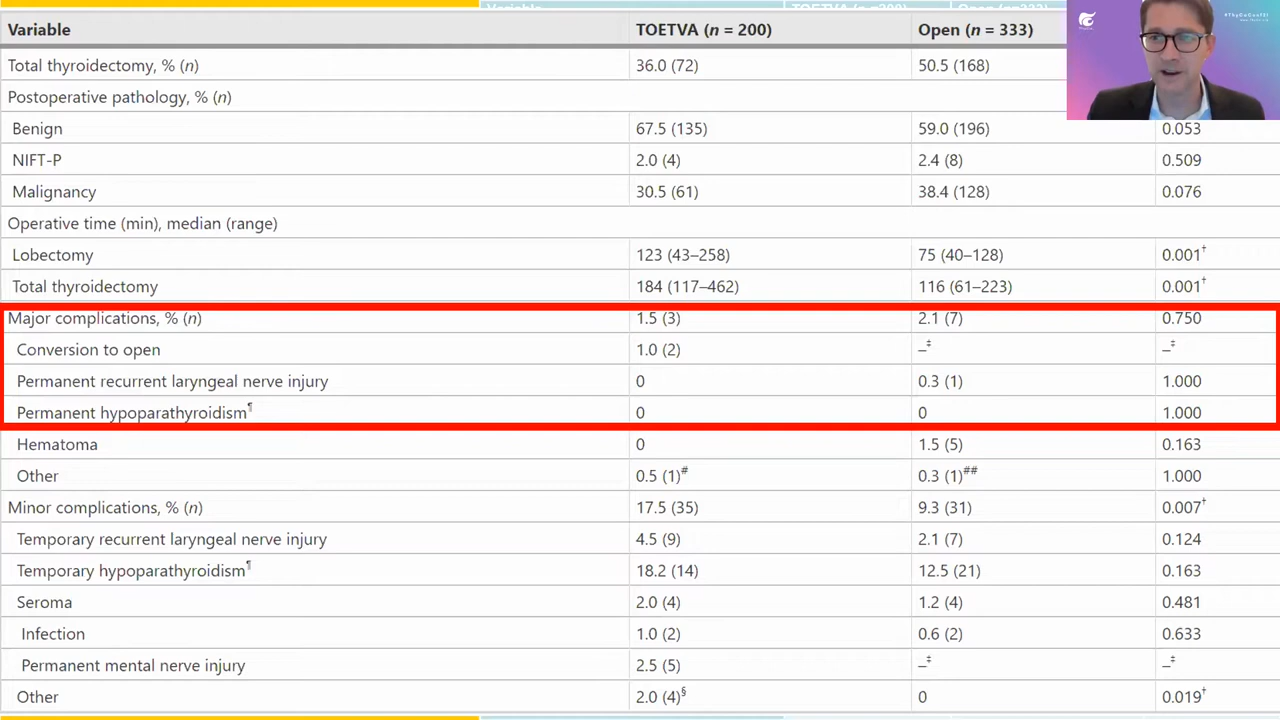 Variable TOETVA (n = 200) Open (n = 333)
Total thyroidectomy, % (n) 36.0 (72) 50.5 (168)
Postoperative pathology, % (n)
Benign 67.5 (135) 59.0 (196) 0.053
NIFT-P 2.0 (4) 2.4 (8) 0.509
Malignancy 30.5 (61) 38.4 (128) 0.076
Operative time (min), median (range)
Lobectomy 123 (43–258) 75 (40–128) 0.001†
Total thyroidectomy 184 (117–462) 116 (61–223) 0.001†
Major complications, % (n) 1.5 (3) 2.1 (7) 0.750
Conversion to open 1.0 (2) –‡ –‡
Permanent recurrent laryngeal nerve injury 0 0.3 (1) 1.000
Permanent hypoparathyroidism¶ 0 0 1.000
Hematoma 0 1.5 (5) 0.163
Other 0.5 (1)# 0.3 (1)## 1.000
Minor complications, % (n) 17.5 (35) 9.3 (31) 0.007†
Temporary recurrent laryngeal nerve injury 4.5 (9) 2.1 (7) 0.124
Temporary hypoparathyroidism¶ 18.2 (14) 12.5 (21) 0.163
Seroma 2.0 (4) 1.2 (4) 0.481
Infection 1.0 (2) 0.6 (2) 0.633
Permanent mental nerve injury 2.5 (5) –‡ –‡
Other 2.0 (4)§ 0 0.019†